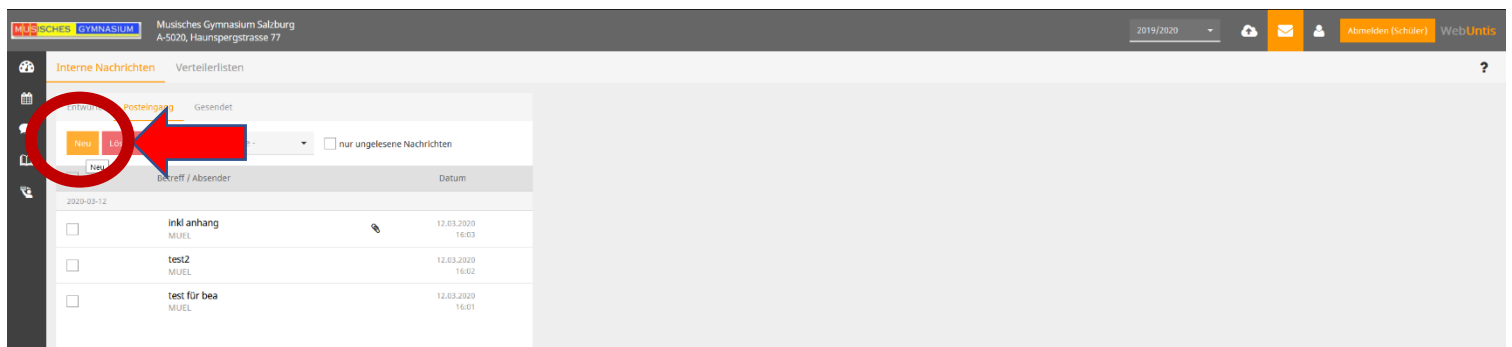 MUSISCHES GYMNASIUM
Musisches Gymnasium Salzburg
A-5020, Haunspergstrasse 77
2019/2020
Abmelden (Schüler)
WebUntis
Interne Nachrichten Verteilerlisten
?
Posteingang Gesendet
Neu
nur ungelesene Nachrichten
Neu
Betreff / Absender Datum
2020-03-12
inkl anhang 12.03.2020
MUEL 16:03
test2 12.03.2020
MUEL 16:02
test für bea 12.03.2020
MUEL 16:01